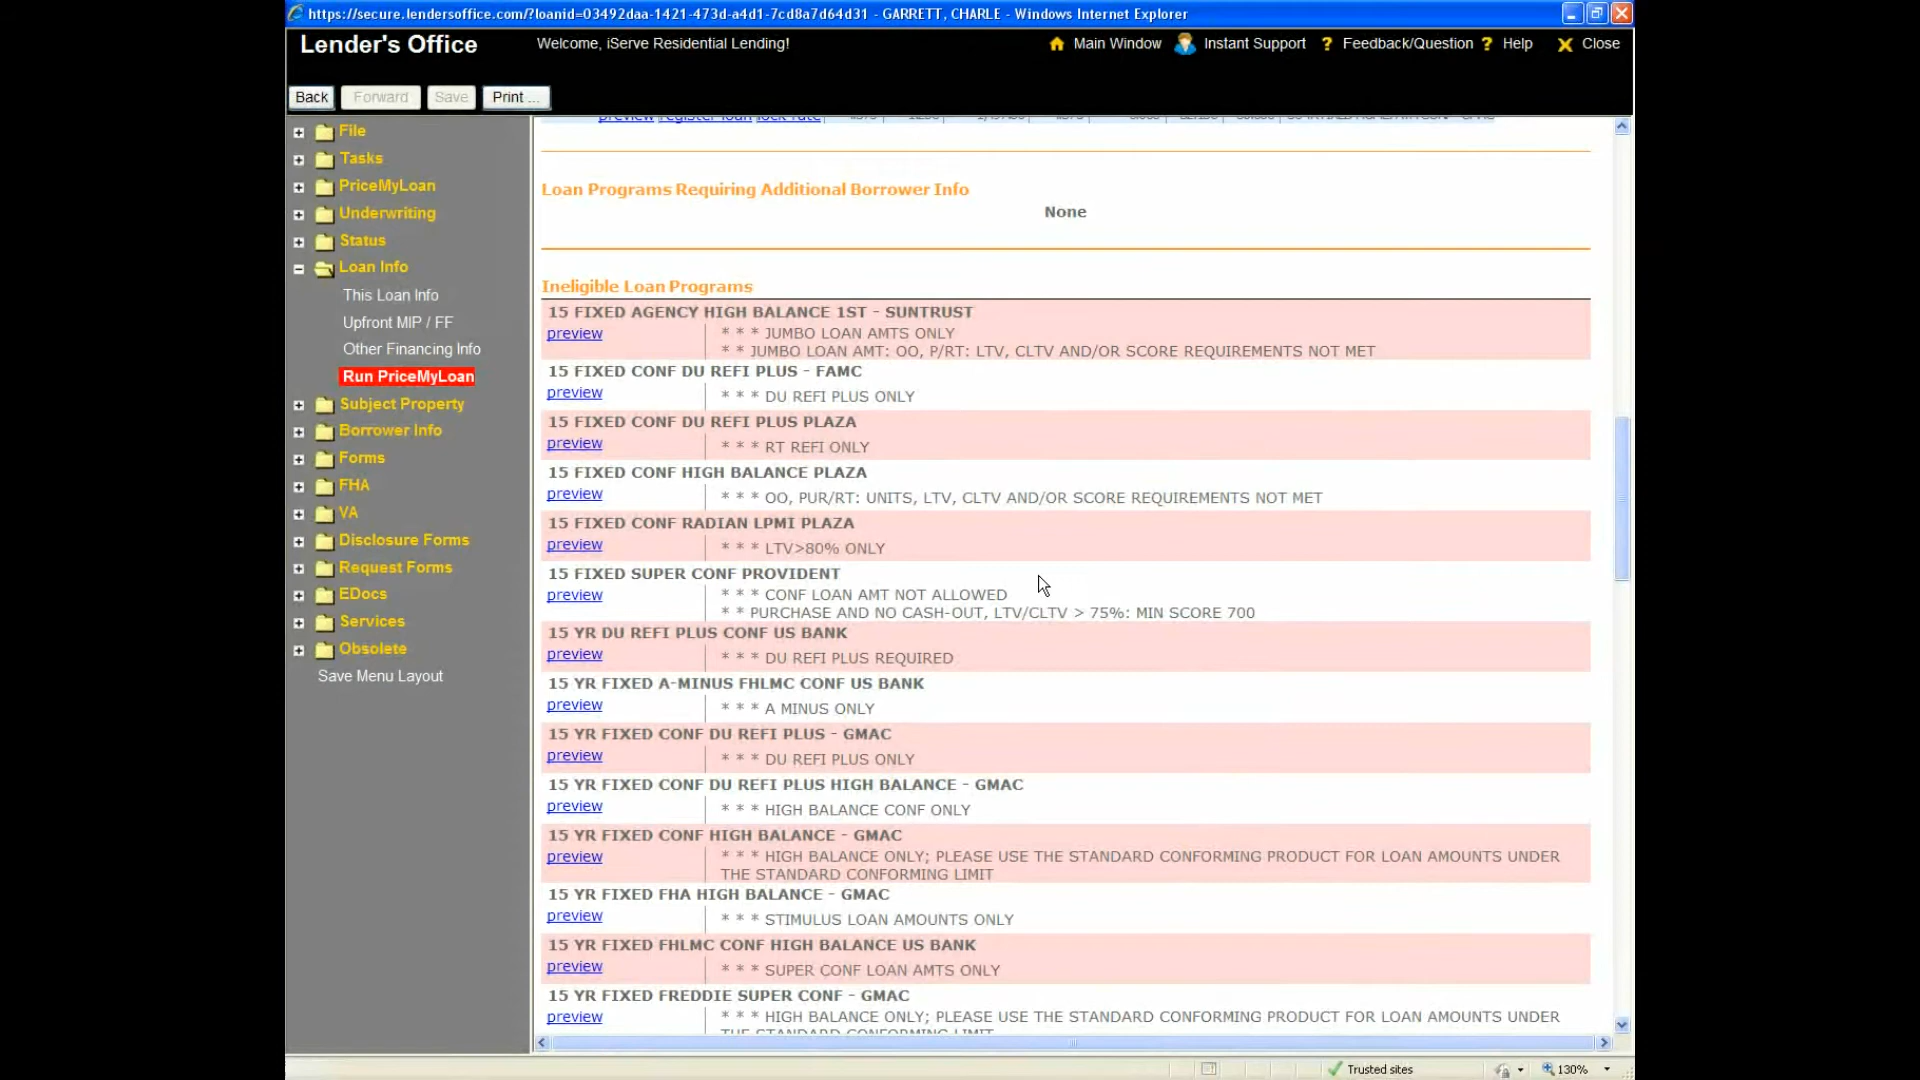 https://secure.lendersoffice.com/?loanid=03492daa-1421-473d-a4d1-7cd8a7d64d31 - GARRETT, CHARLE - Windows Internet Explorer
Lender's Office
Welcome, iServe Residential Lending!
Main Window
Instant Support
? Feedback/Question
? Help
X Close
Back
Forward
Save
Print ...
File
Tasks
PriceMyLoan
Underwriting
Status
Loan Info
This Loan Info
Upfront MIP / FF
Other Financing Info
Run PriceMyLoan
Subject Property
Borrower Info
Forms
FHA
VA
Disclosure Forms
Request Forms
EDocs
Services
Obsolete
Save Menu Layout
preview register loan lock rate
Loan Programs Requiring Additional Borrower Info
None
Ineligible Loan Programs
15 FIXED AGENCY HIGH BALANCE 1ST - SUNTRUST
preview
* * * JUMBO LOAN AMTS ONLY
* * JUMBO LOAN AMT: OO, P/RT: LTV, CLTV AND/OR SCORE REQUIREMENTS NOT MET
15 FIXED CONF DU REFI PLUS - FAMC
preview
* * * DU REFI PLUS ONLY
15 FIXED CONF DU REFI PLUS PLAZA
preview
* * * RT REFI ONLY
15 FIXED CONF HIGH BALANCE PLAZA
preview
* * * OO, PUR/RT: UNITS, LTV, CLTV AND/OR SCORE REQUIREMENTS NOT MET
15 FIXED CONF RADIAN LPMI PLAZA
preview
* * * LTV>80% ONLY
15 FIXED SUPER CONF PROVIDENT
preview
* * * CONF LOAN AMT NOT ALLOWED
* * PURCHASE AND NO CASH-OUT, LTV/CLTV > 75%: MIN SCORE 700
15 YR DU REFI PLUS CONF US BANK
preview
* * * DU REFI PLUS REQUIRED
15 YR FIXED A-MINUS FHLMC CONF US BANK
preview
* * * A MINUS ONLY
15 YR FIXED CONF DU REFI PLUS - GMAC
preview
* * * DU REFI PLUS ONLY
15 YR FIXED CONF DU REFI PLUS HIGH BALANCE - GMAC
preview
* * * HIGH BALANCE CONF ONLY
15 YR FIXED CONF HIGH BALANCE - GMAC
preview
* * * HIGH BALANCE ONLY; PLEASE USE THE STANDARD CONFORMING PRODUCT FOR LOAN AMOUNTS UNDER
THE STANDARD CONFORMING LIMIT
15 YR FIXED FHA HIGH BALANCE - GMAC
preview
* * * STIMULUS LOAN AMOUNTS ONLY
15 YR FIXED FHLMC CONF HIGH BALANCE US BANK
preview
* * * SUPER CONF LOAN AMTS ONLY
15 YR FIXED FREDDIE SUPER CONF - GMAC
preview
* * * HIGH BALANCE ONLY; PLEASE USE THE STANDARD CONFORMING PRODUCT FOR LOAN AMOUNTS UNDER
THE STANDARD CONFORMING LIMIT
Trusted sites
130%